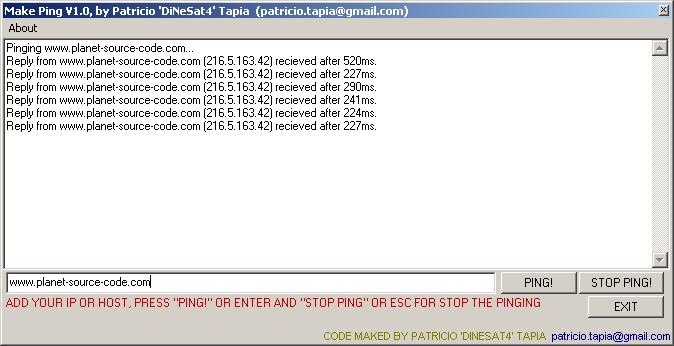 Make Ping V1.0, by Patricio 'DiNeSat4' Tapia (patricio.tapia@gmail.com)
About
Pinging www.planet-source-code.com...
Reply from www.planet-source-code.com (216.5.163.42) recieved after 520ms.
Reply from www.planet-source-code.com (216.5.163.42) recieved after 227ms.
Reply from www.planet-source-code.com (216.5.163.42) recieved after 290ms.
Reply from www.planet-source-code.com (216.5.163.42) recieved after 241ms.
Reply from www.planet-source-code.com (216.5.163.42) recieved after 224ms.
Reply from www.planet-source-code.com (216.5.163.42) recieved after 227ms.
www.planet-source-code.com PING! STOP PING!
ADD YOUR IP OR HOST, PRESS "PING!" OR ENTER AND "STOP PING" OR ESC FOR STOP THE PINGING EXIT
CODE MAKED BY PATRICIO 'DINESAT4' TAPIA patricio.tapia@gmail.com